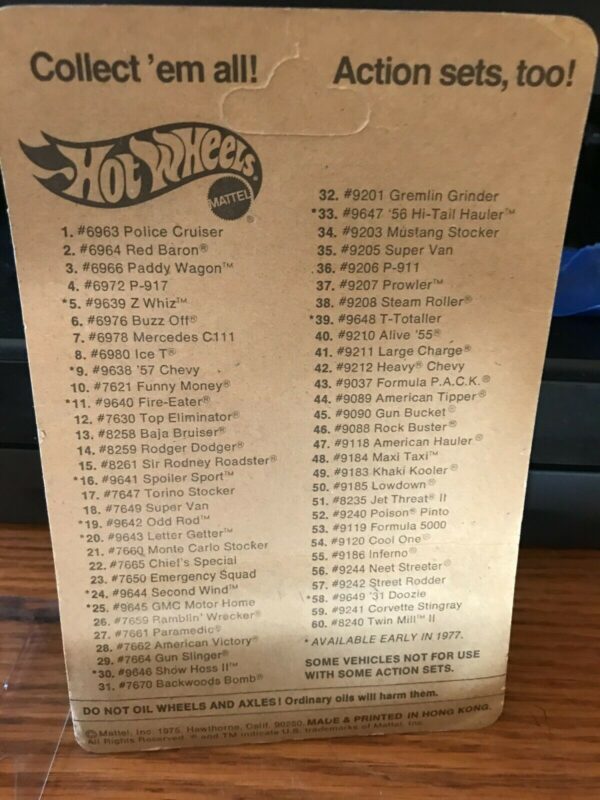 Collect 'em all!
Action sets, too!
Hot Wheels
MATTEL
®
1. #6963 Police Cruiser
2. #6964 Red Baron®
3. #6966 Paddy Wagon™
4. #6972 P-917
*5. #9639 Z Whiz™
6. #6976 Buzz Off®
7. #6978 Mercedes C111
8. #6980 Ice T®
*9. #9638 '57 Chevy
10. #7621 Funny Money®
*11. #9640 Fire-Eater®
12. #7630 Top Eliminator®
13. #8258 Baja Bruiser®
14. #8259 Rodger Dodger®
15. #8261 Sir Rodney Roadster®
*16. #9641 Spoiler Sport™
17. #7647 Torino Stocker
18. #7649 Super Van
*19. #9642 Odd Rod™
*20. #9643 Letter Getter™
21. #7660 Monte Carlo Stocker
22. #7665 Chief's Special
23. #7650 Emergency Squad
*24. #9644 Second Wind™
*25. #9645 GMC Motor Home
26. #7659 Ramblin' Wrecker®
27. #7661 Paramedic®
28. #7662 American Victory®
29. #7664 Gun Slinger®
*30. #9646 Show Hoss II™
31. #7670 Backwoods Bomb®
32. #9201 Gremlin Grinder
*33. #9647 '56 Hi-Tail Hauler™
34. #9203 Mustang Stocker
35. #9205 Super Van
36. #9206 P-911
37. #9207 Prowler™
38. #9208 Steam Roller®
*39. #9648 T-Totaller
40. #9210 Alive '55®
41. #9211 Large Charge®
42. #9212 Heavy® Chevy
43. #9037 Formula P.A.C.K.®
44. #9089 American Tipper®
45. #9090 Gun Bucket®
46. #9088 Rock Buster®
47. #9118 American Hauler®
48. #9184 Maxi Taxi™
49. #9183 Khaki Kooler®
50. #9185 Lowdown®
51. #8235 Jet Threat® II
52. #9240 Poison® Pinto
53. #9119 Formula 5000
54. #9120 Cool One®
55. #9186 Inferno®
56. #9244 Neet Streeter®
57. #9242 Street Rodder
*58. #9649 '31 Doozie
59. #9241 Corvette Stingray
60. #8240 Twin Mill™ II
* AVAILABLE EARLY IN 1977.
SOME VEHICLES NOT FOR USE
WITH SOME ACTION SETS.
DO NOT OIL WHEELS AND AXLES! Ordinary oils will harm them.
© Mattel, Inc. 1975, Hawthorne, Calif. 90250. MADE & PRINTED IN HONG KONG.
All Rights Reserved. ® and TM indicate U.S. trademarks of Mattel, Inc.